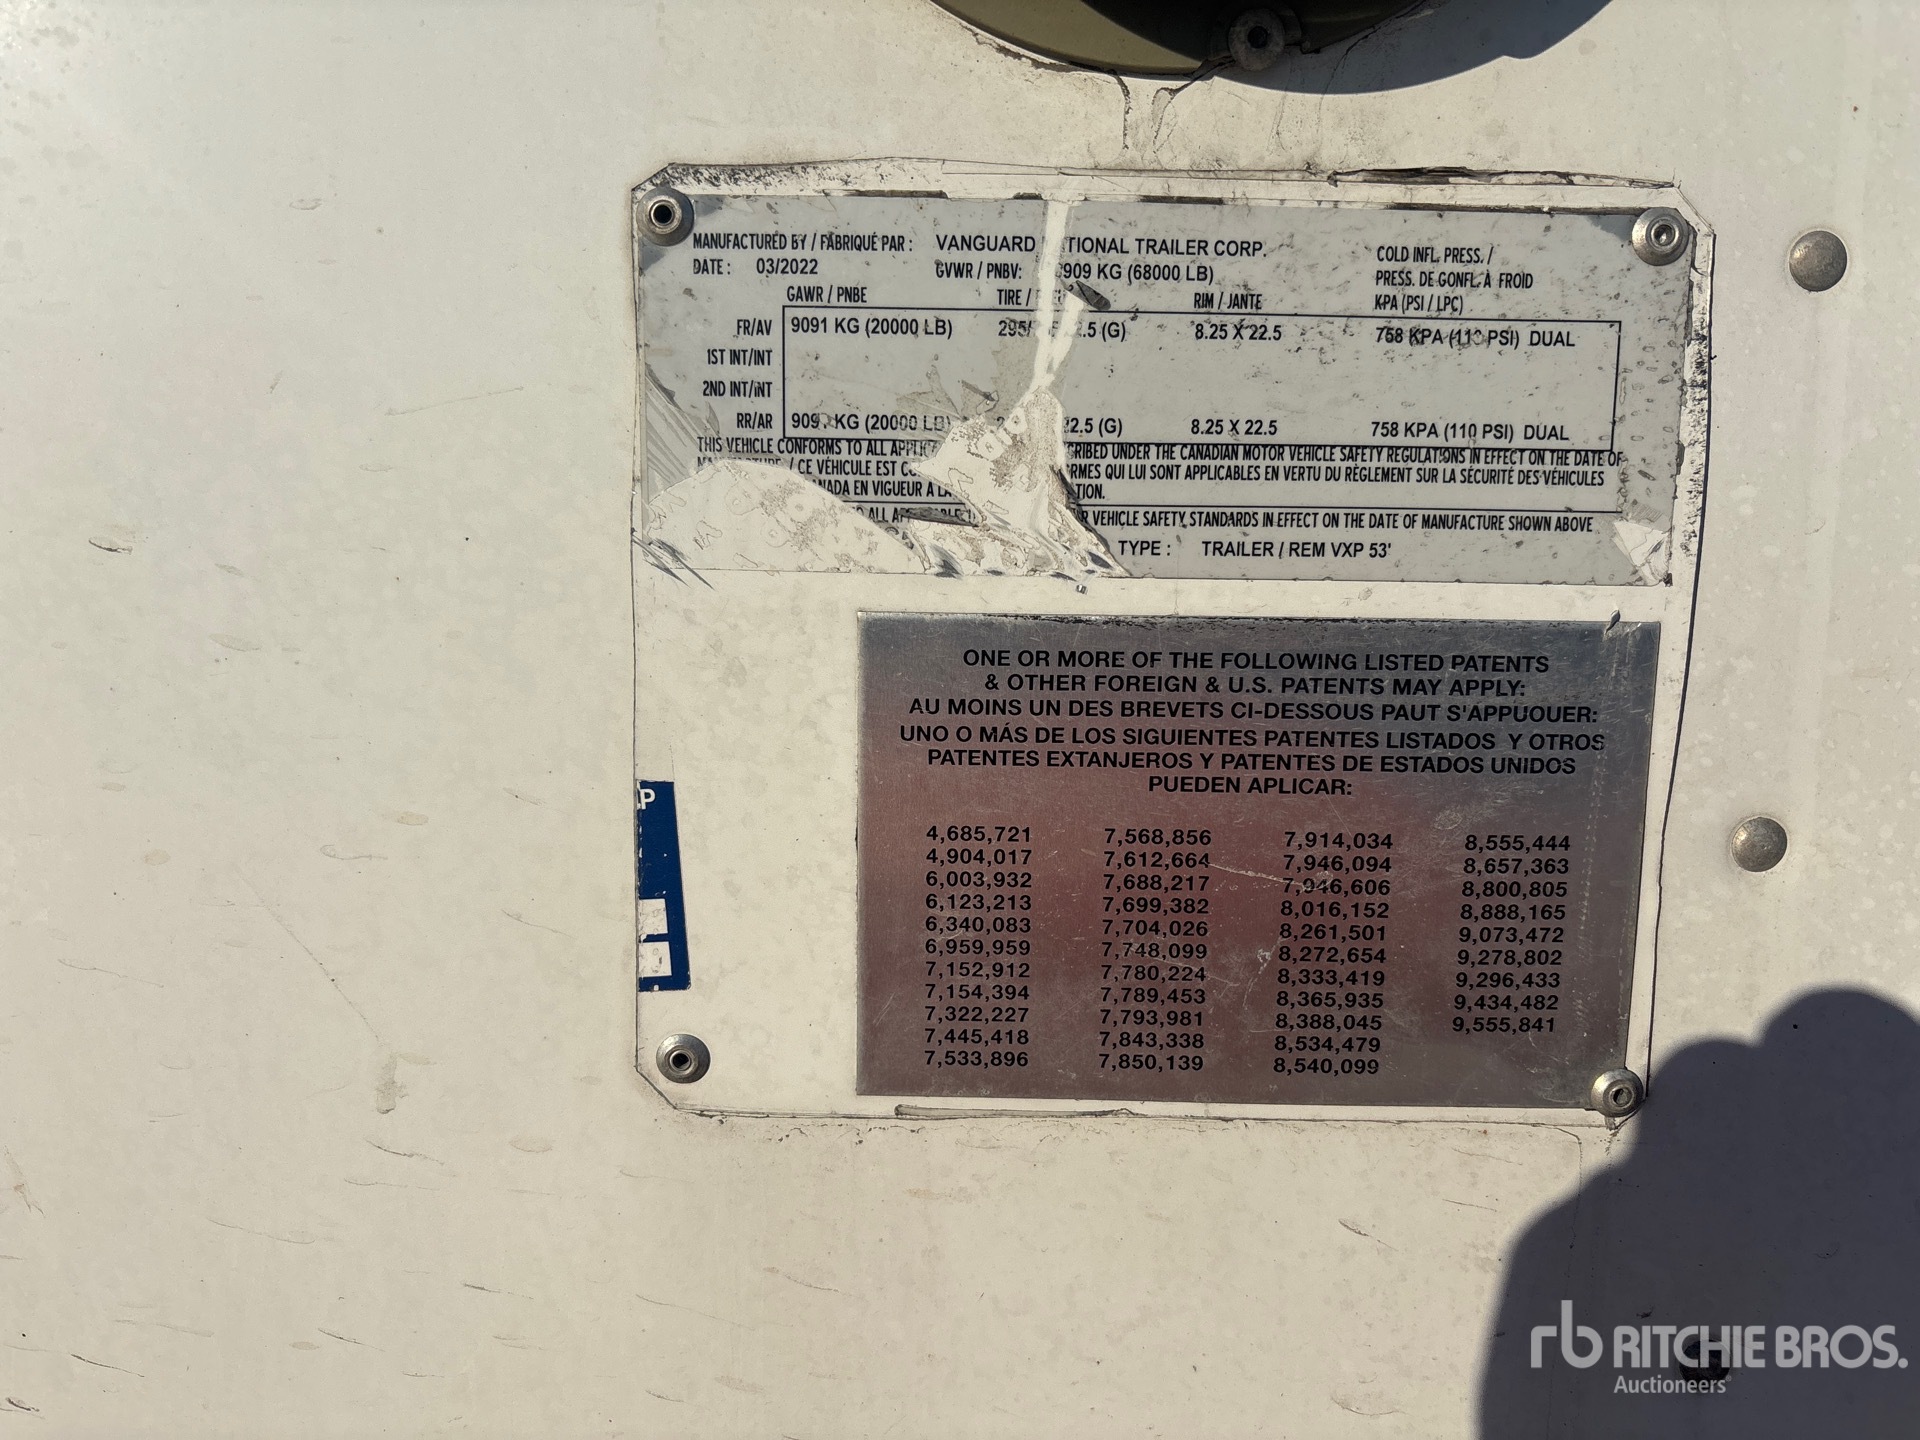 MANUFACTURED BY / FABRIQUÉ PAR : VANGUARD TIONAL TRAILER CORP.
DATE : 03/2022 GVWR / PNBV: 909 KG (68000 LB)
COLD INFL. PRESS. /
PRESS. DE GONFL. À FROID
GAWR / PNBE TIRE / RIM / JANTE KPA (PSI / LPC)
FR/AV 9091 KG (20000 LB) 295/ .5 (G) 8.25 X 22.5 758 KPA (110 PSI) DUAL
1ST INT/INT
2ND INT/INT
RR/AR 9091 KG (20000 LB) 2.5 (G) 8.25 X 22.5 758 KPA (110 PSI) DUAL
THIS VEHICLE CONFORMS TO ALL APPLIC CRIBED UNDER THE CANADIAN MOTOR VEHICLE SAFETY REGULATIONS IN EFFECT ON THE DATE OF
MANUFACTURE / CE VÉHICULE EST CO RMES QUI LUI SONT APPLICABLES EN VERTU DU RÈGLEMENT SUR LA SÉCURITÉ DES VÉHICULES
ANADA EN VIGUEUR A LA TION.
ALL APPLICABLE R VEHICLE SAFETY STANDARDS IN EFFECT ON THE DATE OF MANUFACTURE SHOWN ABOVE
TYPE : TRAILER / REM VXP 53'
ONE OR MORE OF THE FOLLOWING LISTED PATENTS
& OTHER FOREIGN & U.S. PATENTS MAY APPLY:
AU MOINS UN DES BREVETS CI-DESSOUS PAUT S'APPUOUER:
UNO O MÁS DE LOS SIGUIENTES PATENTES LISTADOS Y OTROS
PATENTES EXTANJEROS Y PATENTES DE ESTADOS UNIDOS
PUEDEN APLICAR:
4,685,721 7,568,856 7,914,034 8,555,444
4,904,017 7,612,664 7,946,094 8,657,363
6,003,932 7,688,217 7,946,606 8,800,805
6,123,213 7,699,382 8,016,152 8,888,165
6,340,083 7,704,026 8,261,501 9,073,472
6,959,959 7,748,099 8,272,654 9,278,802
7,152,912 7,780,224 8,333,419 9,296,433
7,154,394 7,789,453 8,365,935 9,434,482
7,322,227 7,793,981 8,388,045 9,555,841
7,445,418 7,843,338 8,534,479
7,533,896 7,850,139 8,540,099
P
rb RITCHIE BROS.
Auctioneers